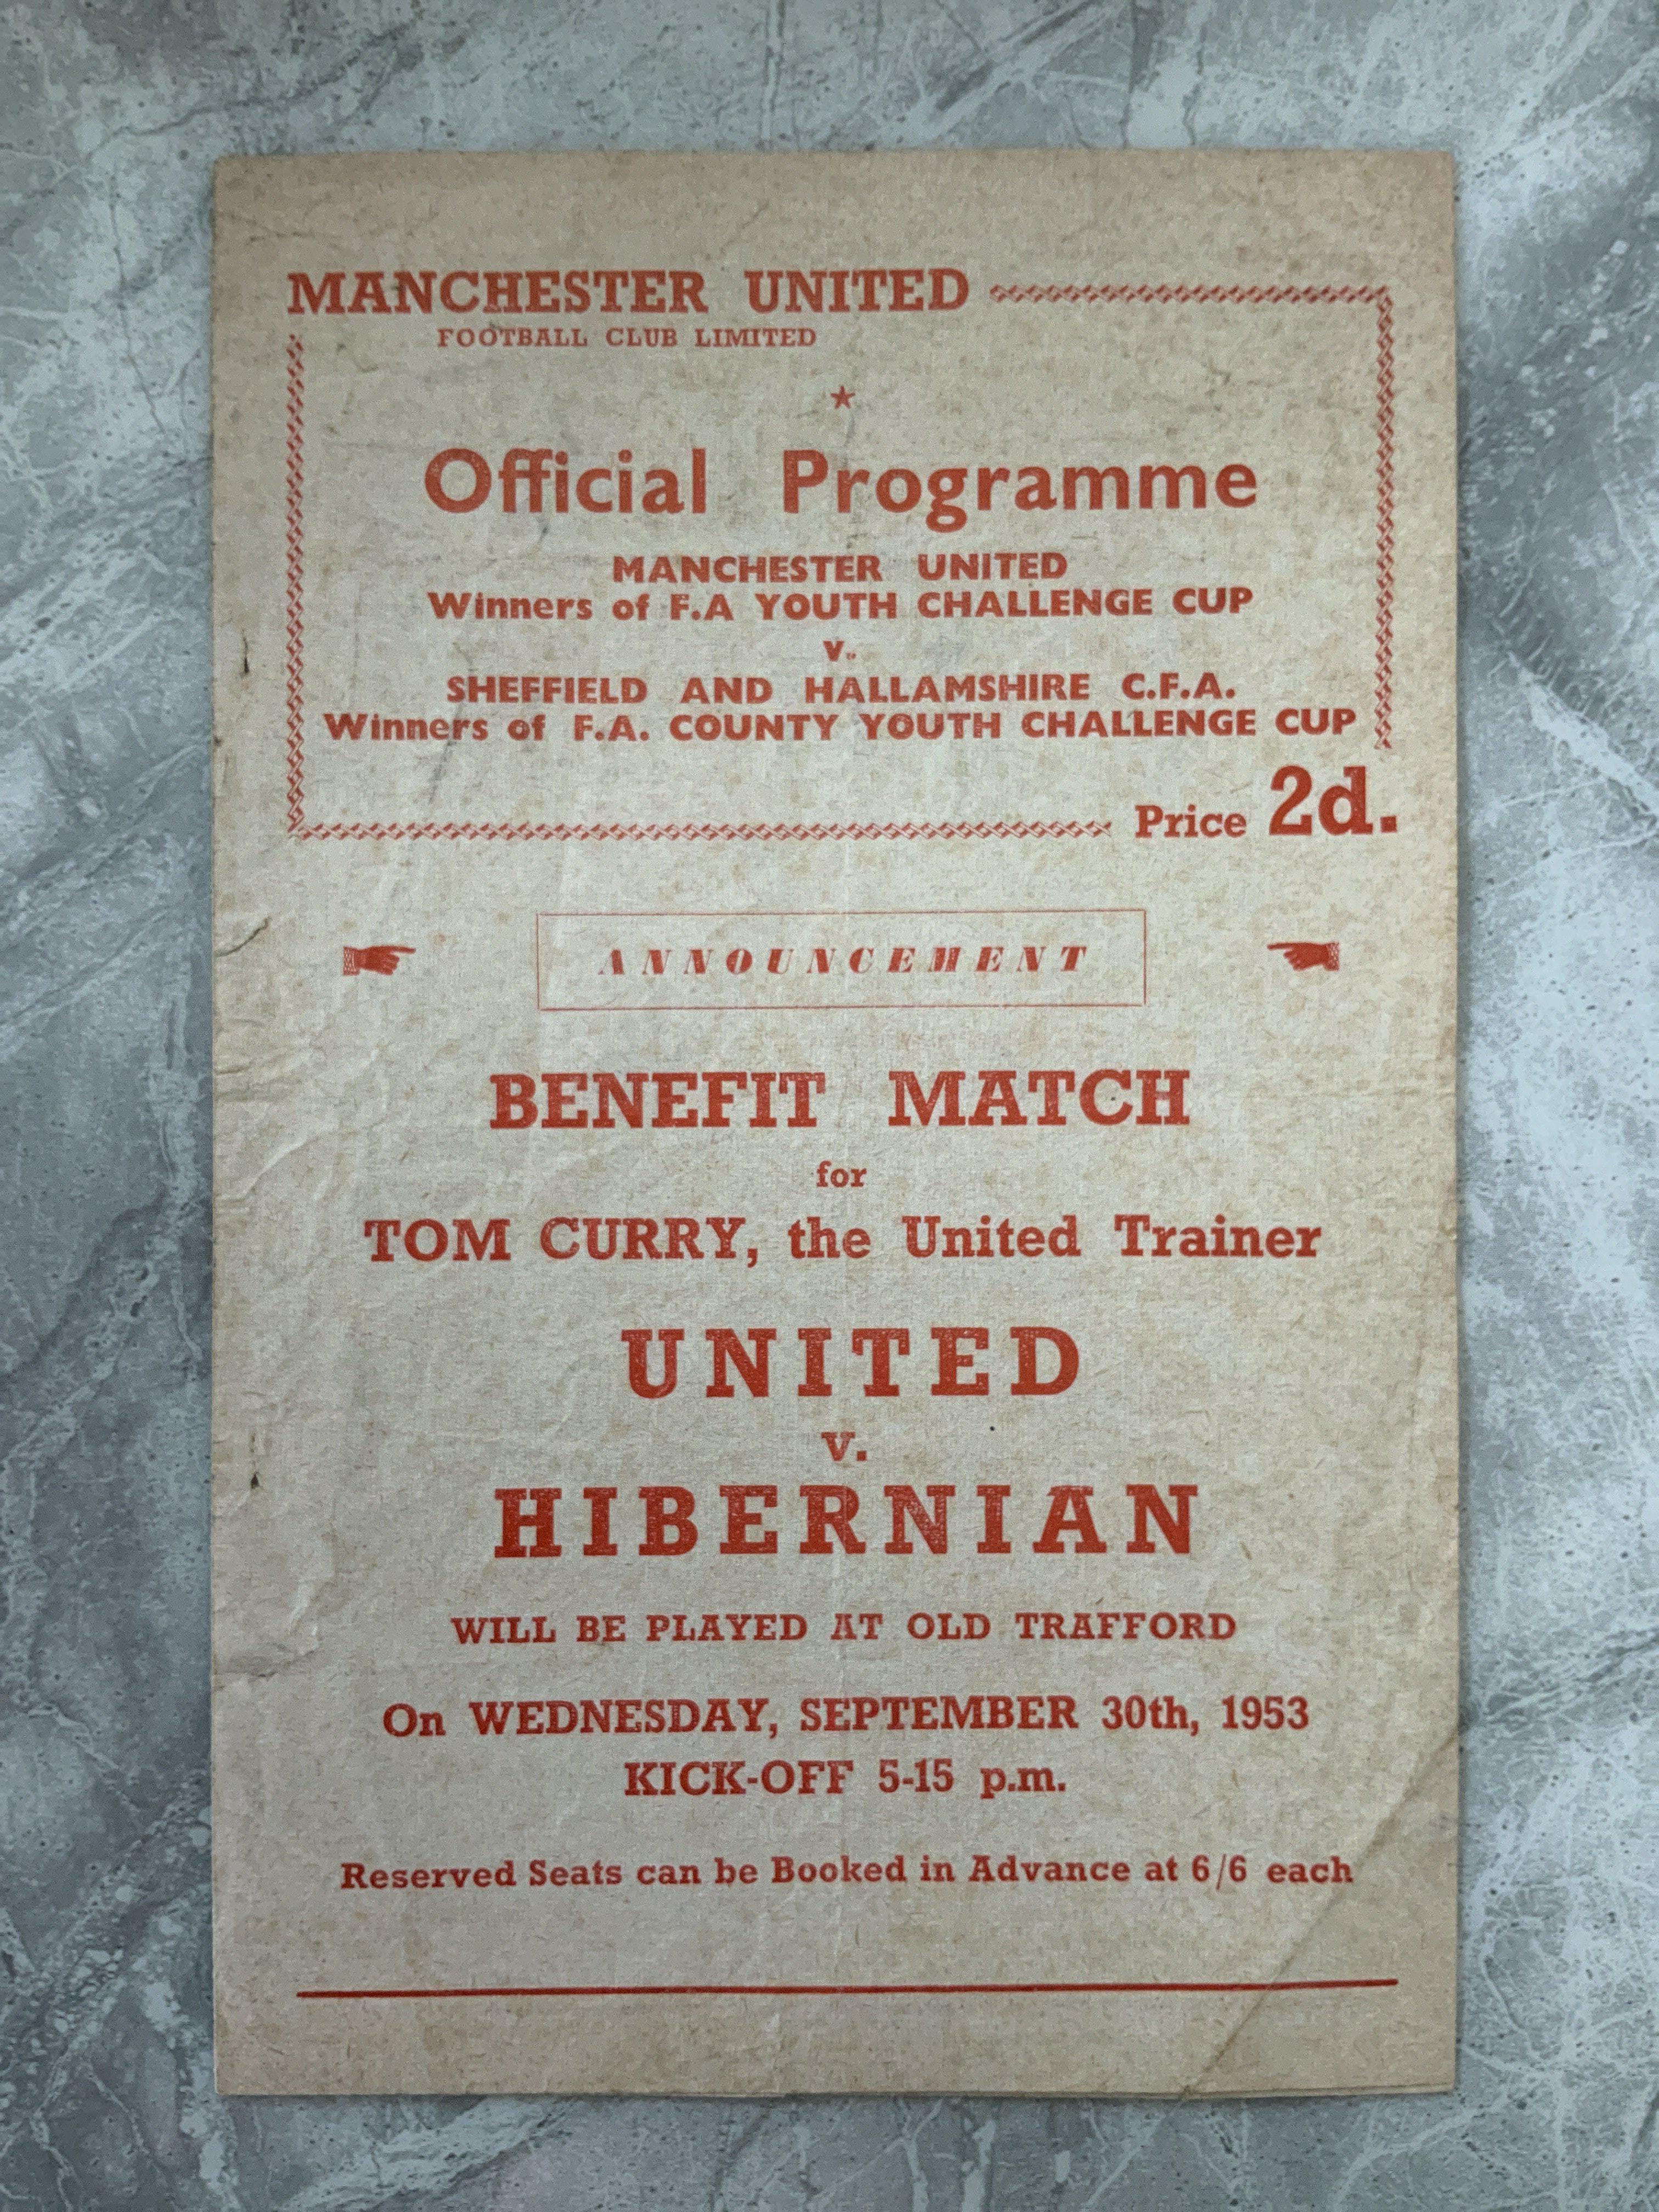 MANCHESTER UNITED
FOOTBALL CLUB LIMITED
Official Programme
MANCHESTER UNITED
Winners of F.A YOUTH CHALLENGE CUP
v.
SHEFFIELD AND HALLAMSHIRE C.F.A.
Winners of F.A. COUNTY YOUTH CHALLENGE CUP
Price 2d.
ANNOUNCEMENT
BENEFIT MATCH
for
TOM CURRY, the United Trainer
UNITED
v.
HIBERNIAN
WILL BE PLAYED AT OLD TRAFFORD
On WEDNESDAY, SEPTEMBER 30th, 1953
KICK-OFF 5-15 p.m.
Reserved Seats can be Booked in Advance at 6/6 each